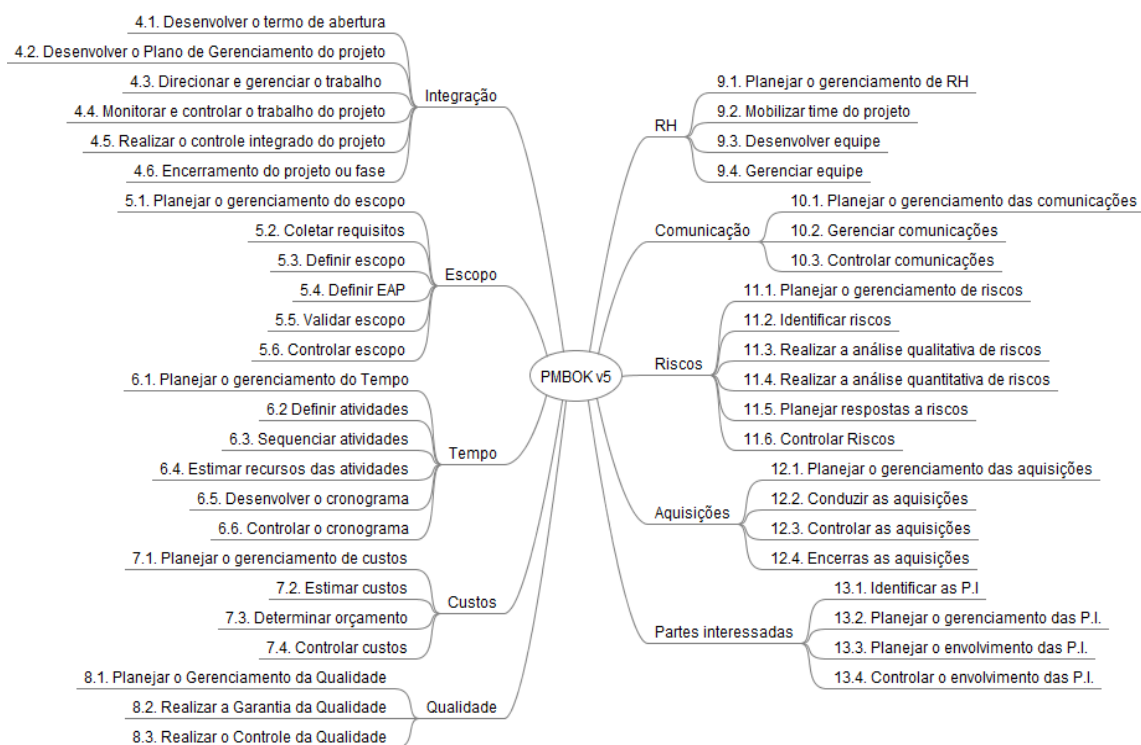 4.1. Desenvolver o termo de abertura
4.2. Desenvolver o Plano de Gerenciamento do projeto
4.3. Direcionar e gerenciar o trabalho
4.4. Monitorar e controlar o trabalho do projeto
4.5. Realizar o controle integrado do projeto
4.6. Encerramento do projeto ou fase
Integração
5.1. Planejar o gerenciamento do escopo
5.2. Coletar requisitos
5.3. Definir escopo
5.4. Definir EAP
5.5. Validar escopo
5.6. Controlar escopo
Escopo
6.1. Planejar o gerenciamento do Tempo
6.2 Definir atividades
6.3. Sequenciar atividades
6.4. Estimar recursos das atividades
6.5. Desenvolver o cronograma
6.6. Controlar o cronograma
Tempo
7.1. Planejar o gerenciamento de custos
7.2. Estimar custos
7.3. Determinar orçamento
7.4. Controlar custos
Custos
8.1. Planejar o Gerenciamento da Qualidade
8.2. Realizar a Garantia da Qualidade
8.3. Realizar o Controle da Qualidade
Qualidade
PMBOK v5
RH
9.1. Planejar o gerenciamento de RH
9.2. Mobilizar time do projeto
9.3. Desenvolver equipe
9.4. Gerenciar equipe
Comunicação
10.1. Planejar o gerenciamento das comunicações
10.2. Gerenciar comunicações
10.3. Controlar comunicações
Riscos
11.1. Planejar o gerenciamento de riscos
11.2. Identificar riscos
11.3. Realizar a análise qualitativa de riscos
11.4. Realizar a análise quantitativa de riscos
11.5. Planejar respostas a riscos
11.6. Controlar Riscos
Aquisições
12.1. Planejar o gerenciamento das aquisições
12.2. Conduzir as aquisições
12.3. Controlar as aquisições
12.4. Encerras as aquisições
Partes interessadas
13.1. Identificar as P.I
13.2. Planejar o gerenciamento das P.I.
13.3. Planejar o envolvimento das P.I.
13.4. Controlar o envolvimento das P.I.